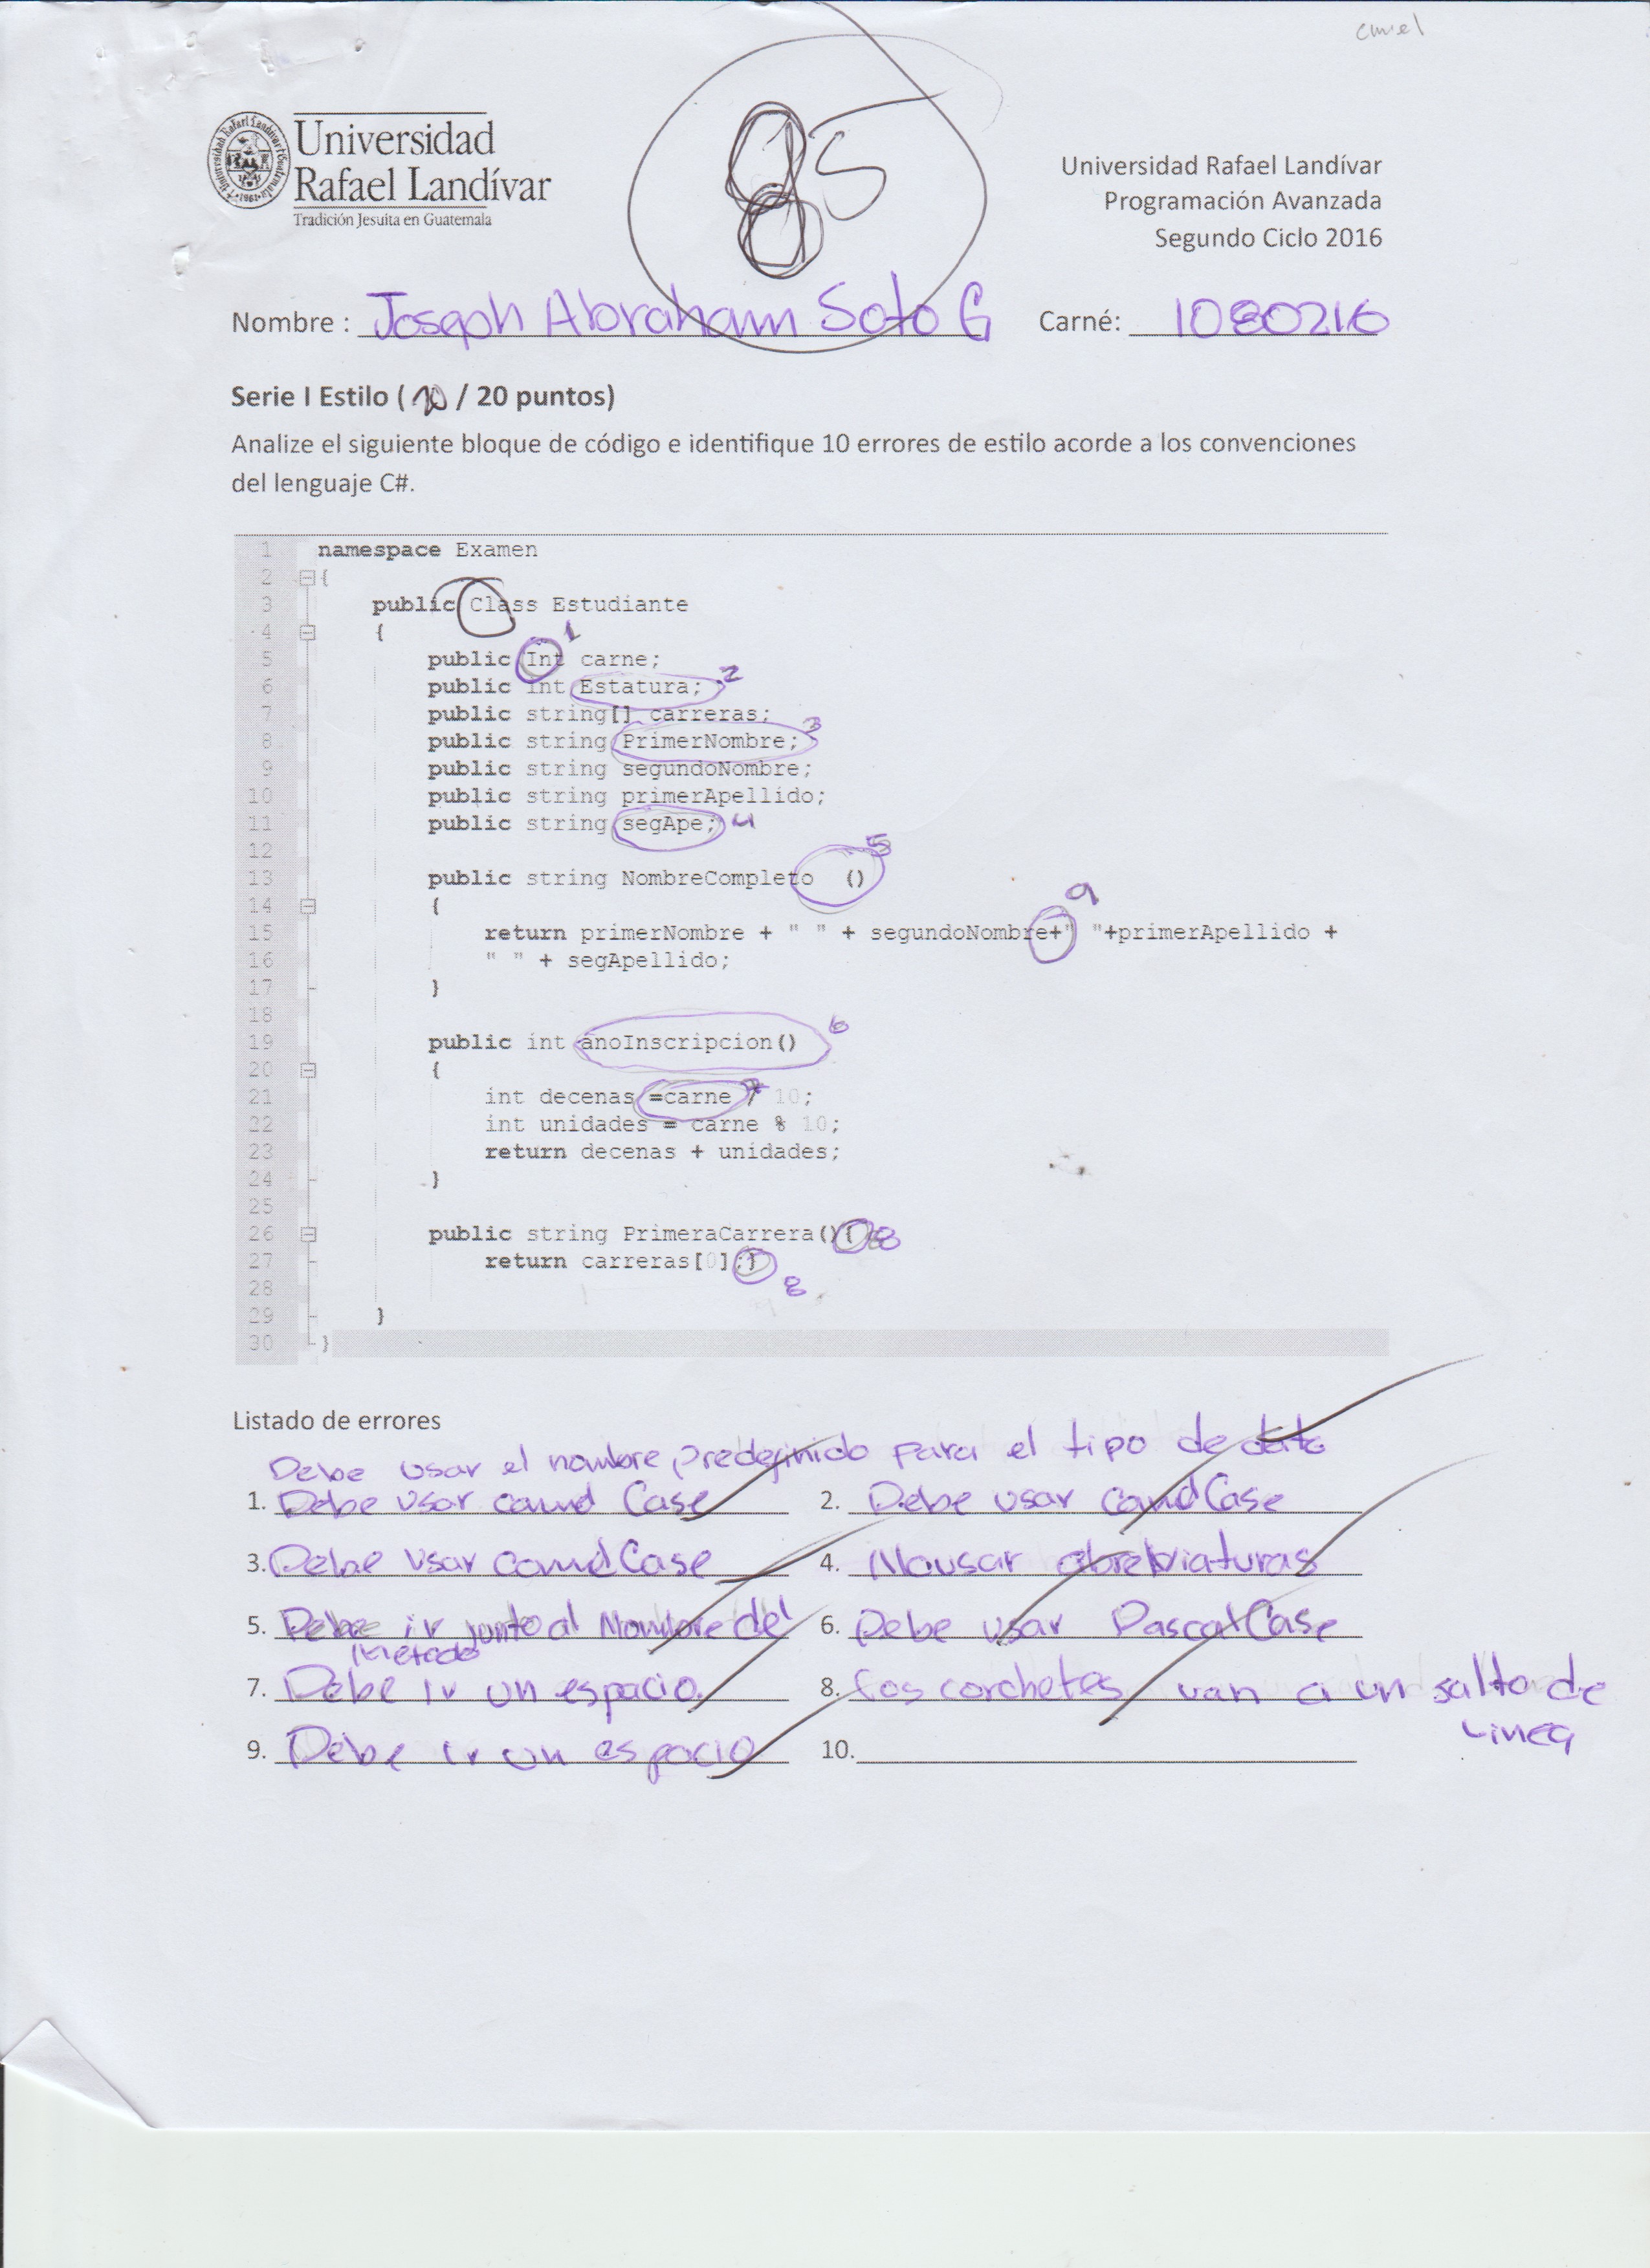 Universidad
Rafael Landívar
Tradición Jesuita en Guatemala
85
Universidad Rafael Landívar
Programación Avanzada
Segundo Ciclo 2016
Nombre : Joseph Abraham Soto G Carné: 1080216
Serie I Estilo ( / 20 puntos)
Analize el siguiente bloque de código e identifique 10 errores de estilo acorde a los convenciones
del lenguaje C#.
1 namespace Examen
2 {
3 public Class Estudiante
4 {
5 public Int carne; 1
6 public int Estatura; 2
7 public string[] carreras;
8 public string PrimerNombre; 3
9 public string segundoNombre;
10 public string primerApellido;
11 public string segApe; 4
12
13 public string NombreCompleto () 5
14 {
15 return primerNombre + " " + segundoNombre+" "+primerApellido + 9
16 " " + segApellido;
17 }
18
19 public int anoInscripcion() 6
20 {
21 int decenas =carne / 10; 7
22 int unidades = carne % 10;
23 return decenas + unidades;
24 }
25
26 public string PrimeraCarrera(){ 8
27 return carreras[0];} 8
28
29 }
30 }
Listado de errores
Debe usar el nombre predefinido para el tipo de dato
1. Debe usar camel Case 2. Debe usar camelCase
3. Debe usar camelCase 4. No usar abrebiaturas
5. Debe ir junto al Nombre del 6. Debe usar PascalCase
Metodo
7. Debe ir un espacio. 8. Los corchetes van a un salto de
Linea
9. Debe ir un espacio 10.